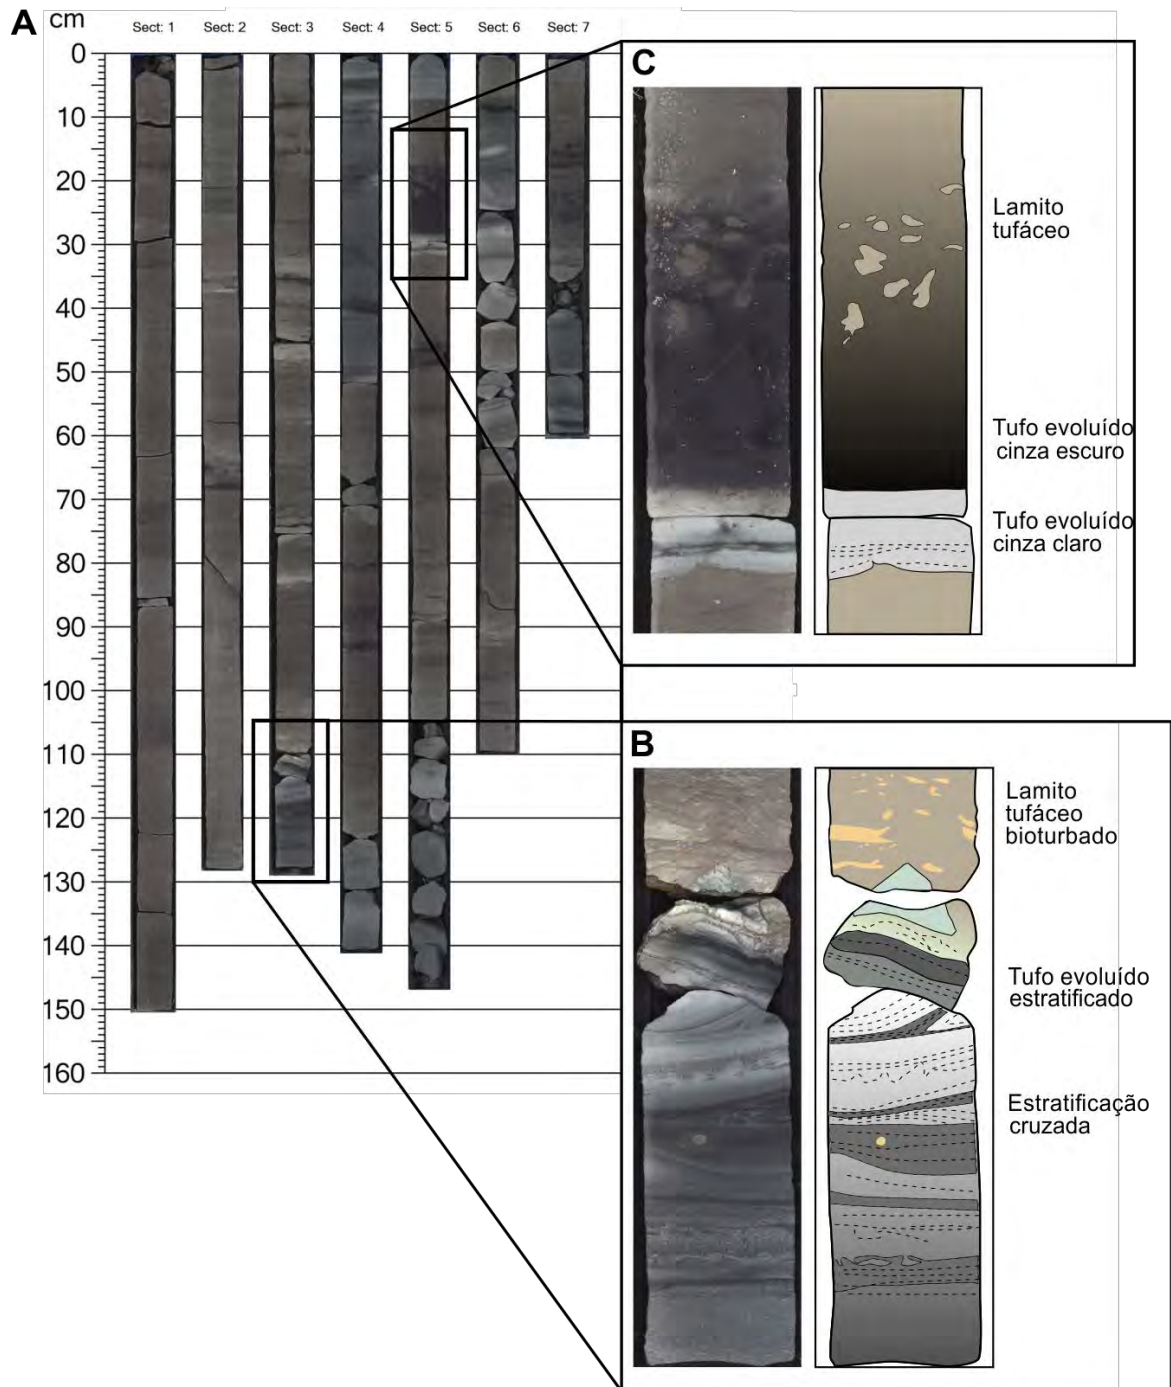 A
cm
Sect: 1
Sect: 2
Sect: 3
Sect: 4
Sect: 5
Sect: 6
Sect: 7
0
10
20
30
40
50
60
70
80
90
100
110
120
130
140
150
160
C
Lamito
tufáceo
Tufo evoluído
cinza escuro
Tufo evoluído
cinza claro
B
Lamito
tufáceo
bioturbado
Tufo evoluído
estratificado
Estratificação
cruzada